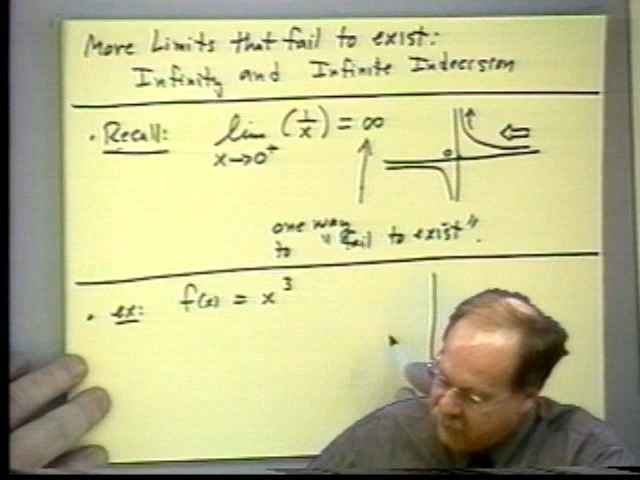 More Limits that fail to exist:
Infinity and Infinite Indecision
• Recall: lim (1/x) = ∞
x→0⁺
0
one way
to "fail to exist".
• ex: f(x) = x³